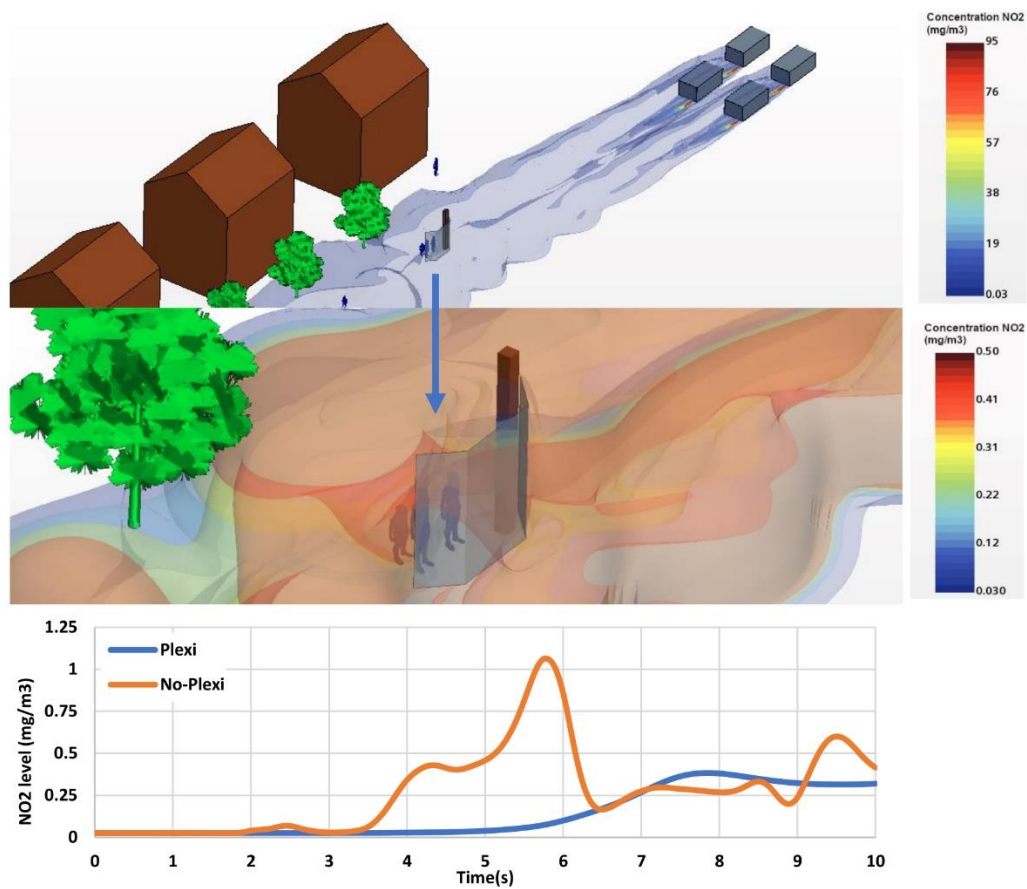 Concentration NO2
(mg/m3)
95
76
57
38
19
0.03
Concentration NO2
(mg/m3)
0.50
0.41
0.31
0.22
0.12
0.030
NO2 level (mg/m3)
1.25
1
0.75
0.5
0.25
0
Plexi
No-Plexi
0 1 2 3 4 5 6 7 8 9 10
Time(s)